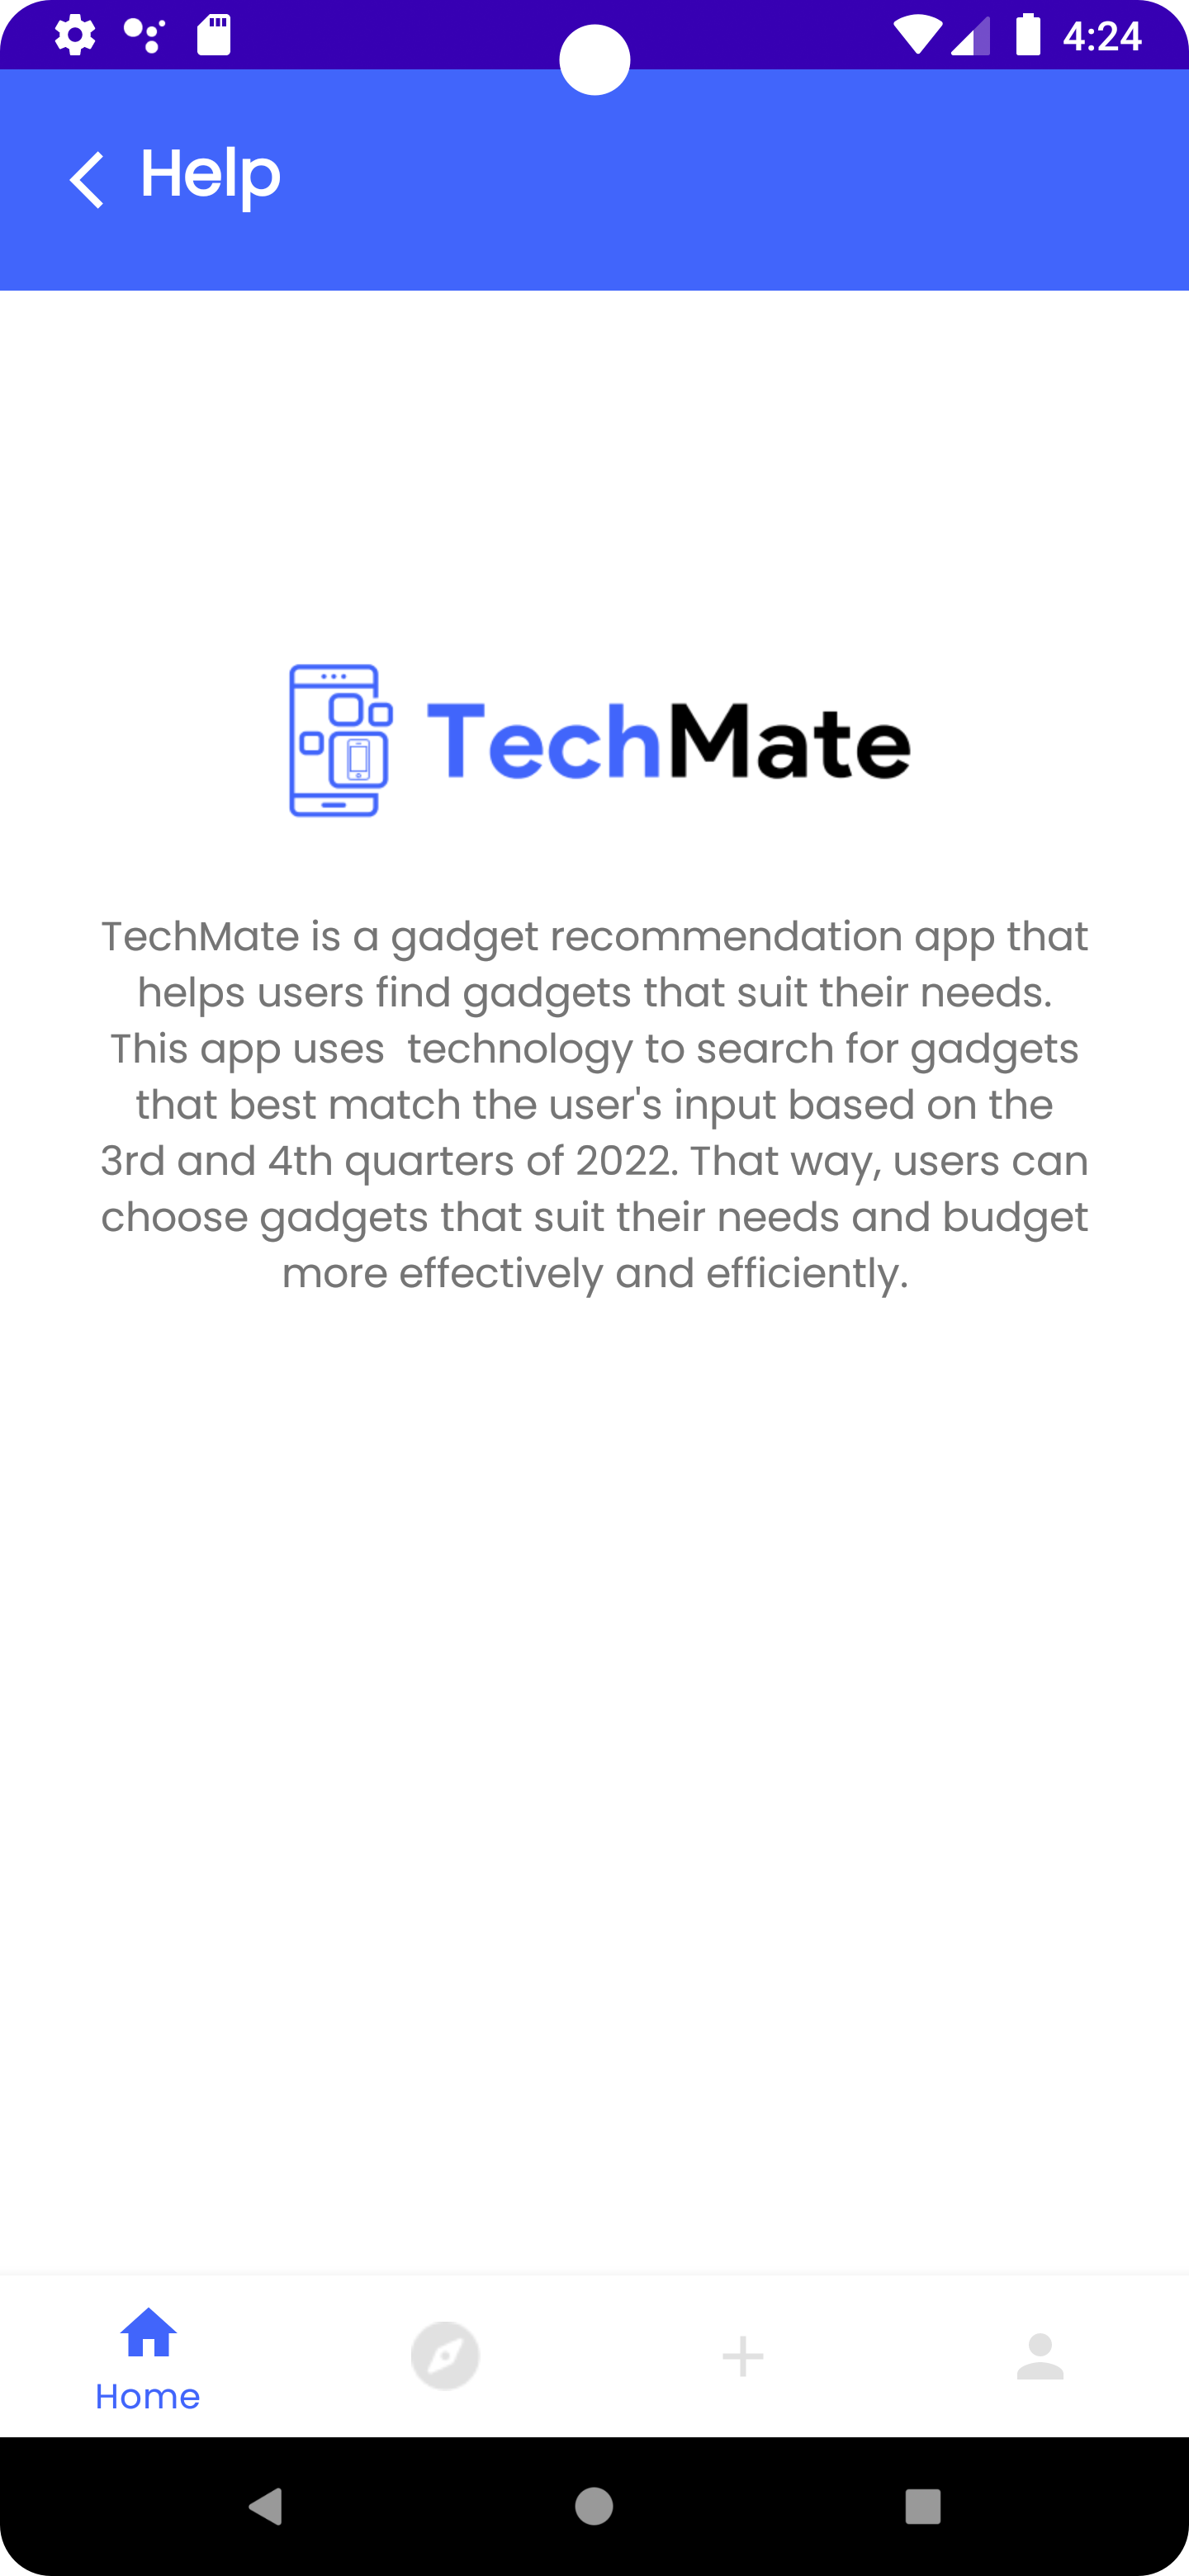 4:24
Help
TechMate
TechMate is a gadget recommendation app that
helps users find gadgets that suit their needs.
This app uses  technology to search for gadgets
that best match the user's input based on the
3rd and 4th quarters of 2022. That way, users can
choose gadgets that suit their needs and budget
more effectively and efficiently.
Home